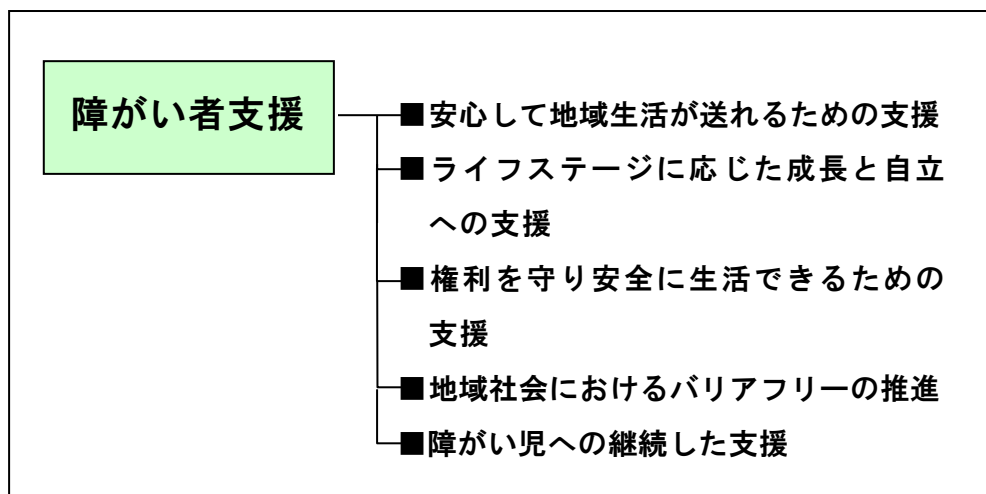 障がい者支援
■安心して地域生活が送れるための支援
■ライフステージに応じた成長と自立
への支援
■権利を守り安全に生活できるための
支援
■地域社会におけるバリアフリーの推進
■障がい児への継続した支援